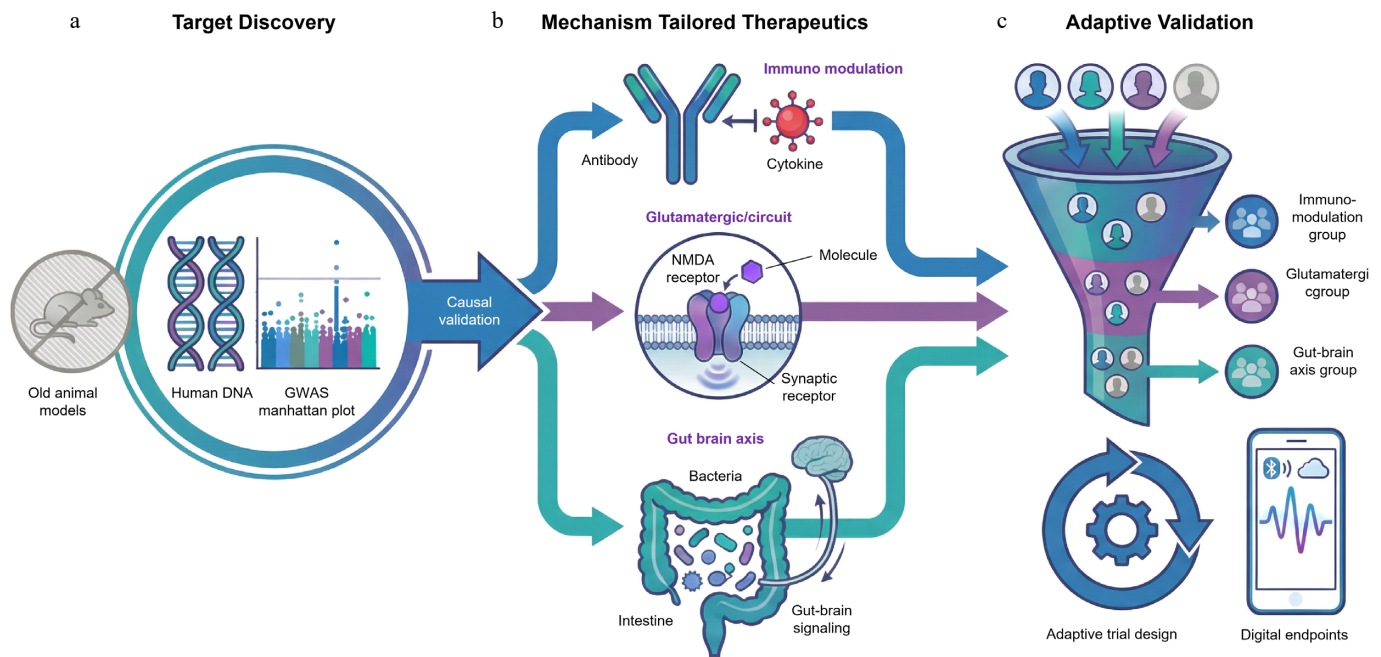 a
Target Discovery
Old animal
models
Human DNA
GWAS
manhattan plot
Causal
validation
b
Mechanism Tailored Therapeutics
Immuno modulation
Antibody
Cytokine
Glutamatergic/circuit
NMDA
receptor
Molecule
Synaptic
receptor
Gut brain axis
Bacteria
Intestine
Gut-brain
signaling
c
Adaptive Validation
Immuno-
modulation
group
Glutamatergi
cgroup
Gut-brain
axis group
Adaptive trial design
Digital endpoints